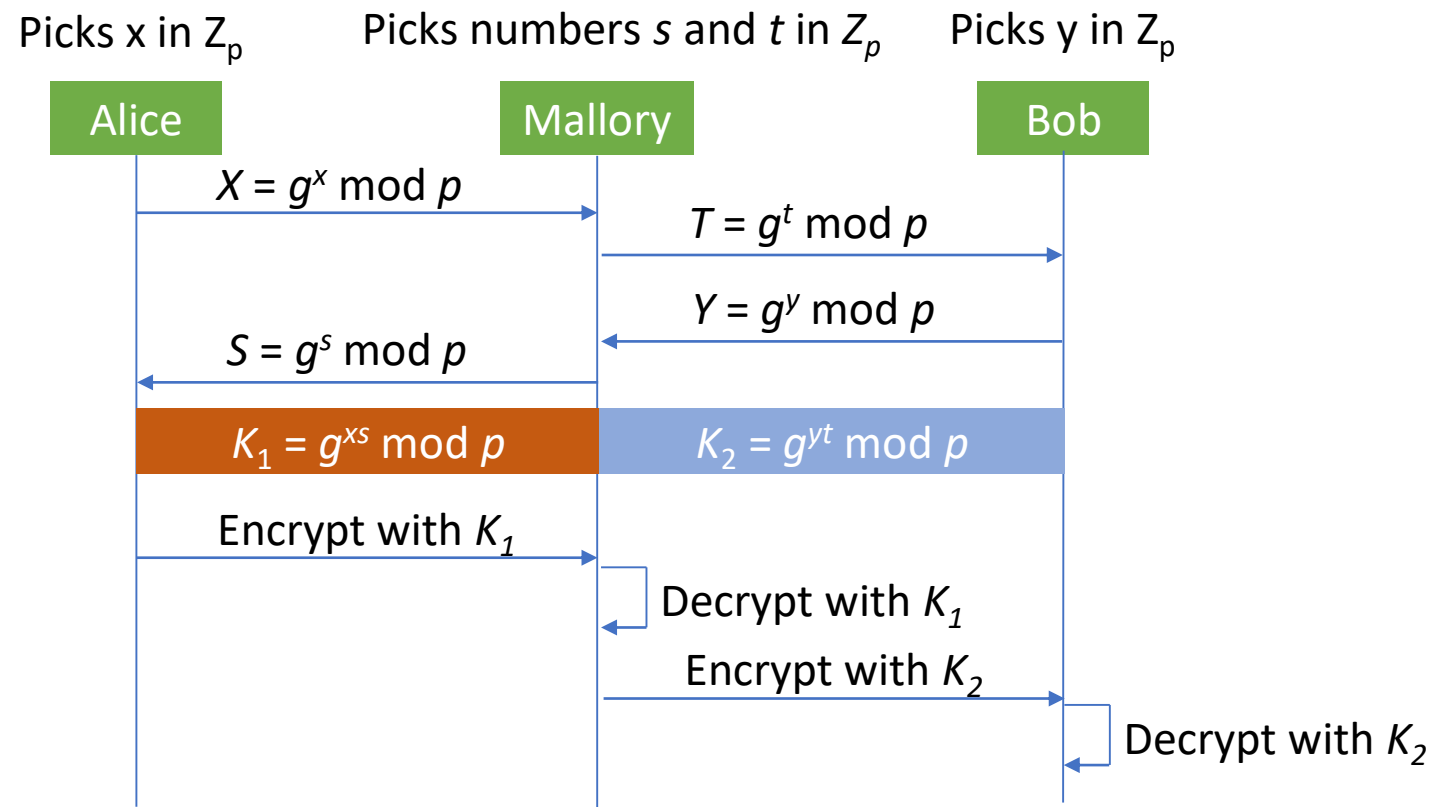 Picks x in Zₚ
Picks numbers s and t in Zₚ
Picks y in Zₚ
Alice
Mallory
Bob
X = gˣ mod p
T = gᵗ mod p
Y = gʸ mod p
S = gˢ mod p
K₁ = gˣˢ mod p
K₂ = gʸᵗ mod p
Encrypt with K₁
Decrypt with K₁
Encrypt with K₂
Decrypt with K₂